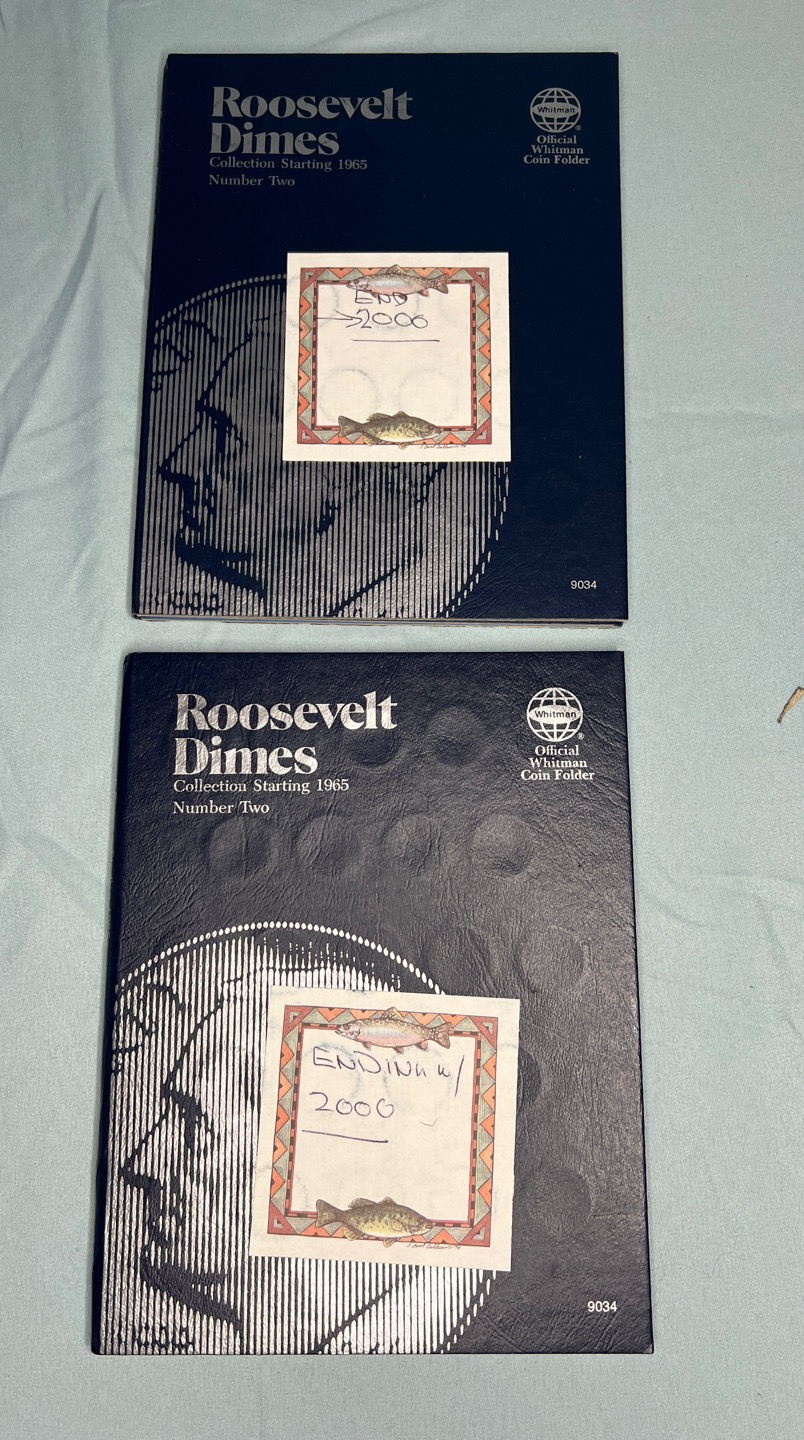 Roosevelt
Dimes
Collection Starting 1965
Number Two
Whitman
®
Official
Whitman
Coin Folder
END
→2006
9034
Roosevelt
Dimes
Collection Starting 1965
Number Two
Whitman
®
Official
Whitman
Coin Folder
ENDING w/
2006
9034